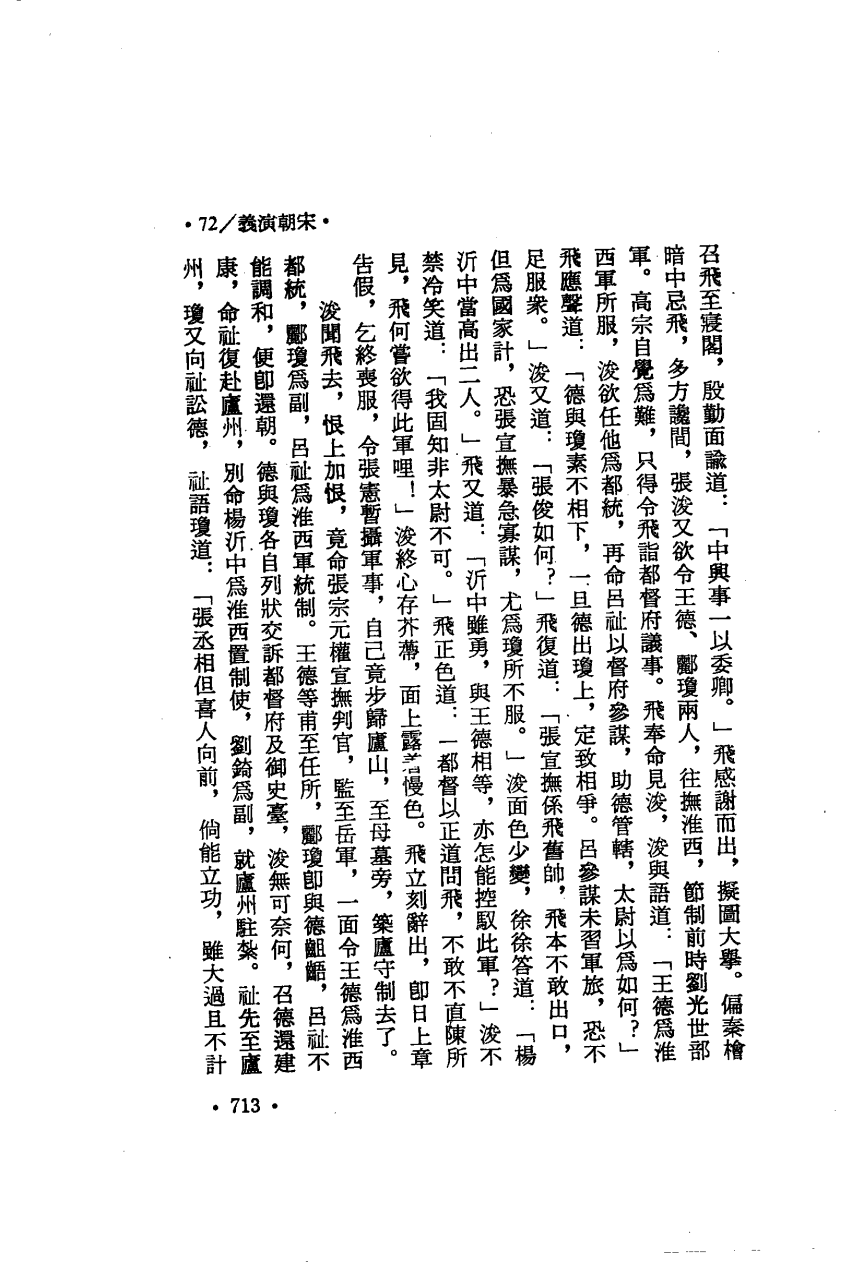 •72/義演朝宋•
召飛至寢閣，殷勤面諭道：「中興事一以委卿。」飛感謝而出，擬圖大擧。偏秦檜
暗中忌飛，多方讒間，張浚又欲令王德、酈瓊兩人，往撫淮西，節制前時劉光世部
軍。高宗自覺爲難，只得令飛詣都督府議事。飛奉命見浚，浚與語道：「王德爲淮
西軍所服，浚欲任他爲都統，再命呂祉以督府參謀，助德管轄，太尉以爲如何？」
飛應聲道：「德與瓊素不相下，一旦德出瓊上，定致相爭。呂參謀未習軍旅，恐不
足服衆。」浚又道：「張俊如何？」飛復道：「張宣撫係飛舊帥，飛本不敢出口，
但爲國家計，恐張宣撫暴急寡謀，尤爲瓊所不服。」浚面色少變，徐徐答道：「楊
沂中當高出二人。」飛又道：「沂中雖勇，與王德相等，亦怎能控馭此軍？」浚不
禁冷笑道：「我固知非太尉不可。」飛正色道：「都督以正道問飛，不敢不直陳所
見，飛何嘗欲得此軍哩！」浚終心存芥蔕，面上露着慢色。飛立刻辭出，卽日上章
告假，乞終喪服，令張憲暫攝軍事，自己竟步歸廬山，至母墓旁，築廬守制去了。
浚聞飛去，恨上加恨，竟命張宗元權宣撫判官，監至岳軍，一面令王德爲淮西
都統，酈瓊爲副，呂祉爲淮西軍統制。王德等甫至任所，酈瓊卽與德齟齬，呂祉不
能調和，便卽還朝。德與瓊各自列狀交訴都督府及御史臺，浚無可奈何，召德還建
康，命祉復赴廬州，別命楊沂中爲淮西置制使，劉錡爲副，就廬州駐紮。祉先至廬
州，瓊又向祉訟德，祉語瓊道：「張丞相但喜人向前，倘能立功，雖大過且不計
•713•